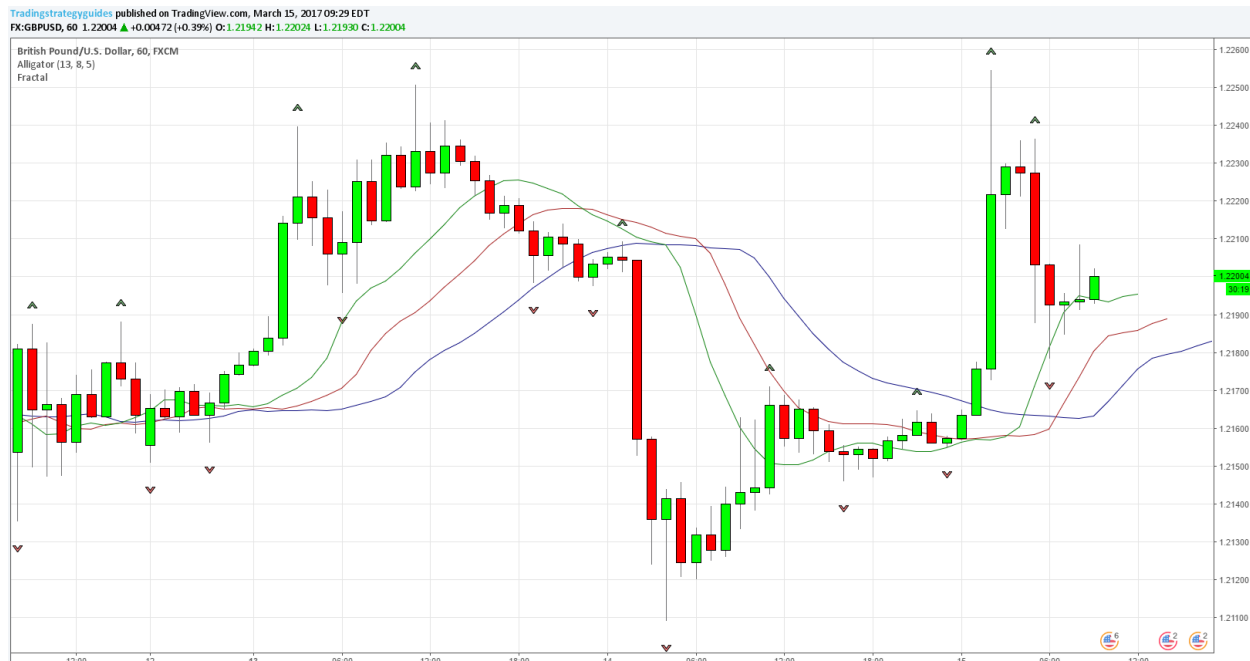 Tradingstrategyguides published on TradingView.com, March 15, 2017 09:29 EDT
FX:GBPUSD, 60 1.22004 ▲ +0.00472 (+0.39%) O:1.21942 H:1.22024 L:1.21930 C:1.22004
British Pound/U.S. Dollar, 60, FXCM
Alligator (13, 8, 5)
Fractal
1.22600
1.22500
1.22400
1.22300
1.22200
1.22100
1.22004
30:19
1.21900
1.21800
1.21700
1.21600
1.21500
1.21400
1.21300
1.21200
1.21100
6 2 2
12:00 12 13 06:00 12:00 18:00 14 06:00 12:00 18:00 15 06:00 12:00